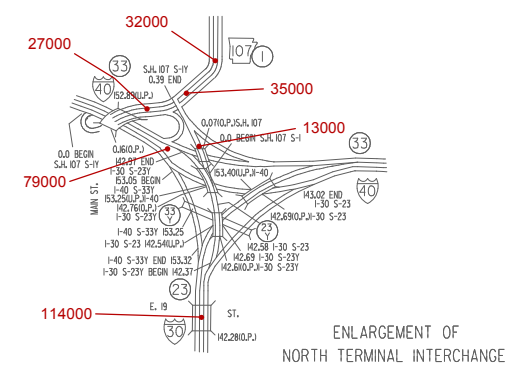 32000
27000
107
1
33
S.H. 107 S-1Y
0.39 END
40
152.89(U.P.)
35000
0.07(O.P.)S.H. 107
13000
0.0 BEGIN S.H. 107 S-1
0.0 BEGIN
S.H. 107 S-1Y
0.16(O.P.)
142.97 END
I-30 S-23Y
153.05 BEGIN
I-40 S-33Y
79000
153.25(U.P.)I-40
142.76(O.P.)
I-30 S-23Y
MAIN ST.
153.40(U.P.)I-40
33
40
143.02 END
I-30 S-23
142.69(O.P.)I-30 S-23
33
Y
23
Y
I-40 S-33Y 153.25
I-30 S-23 142.54(U.P.)
142.58 I-30 S-23
142.69 I-30 S-23Y
142.61(O.P.)I-30 S-23Y
I-40 S-33Y END 153.32
I-30 S-23Y BEGIN 142.37
23
E. 19 ST.
114000
30
142.28(O.P.)
ENLARGEMENT OF
NORTH TERMINAL INTERCHANGE